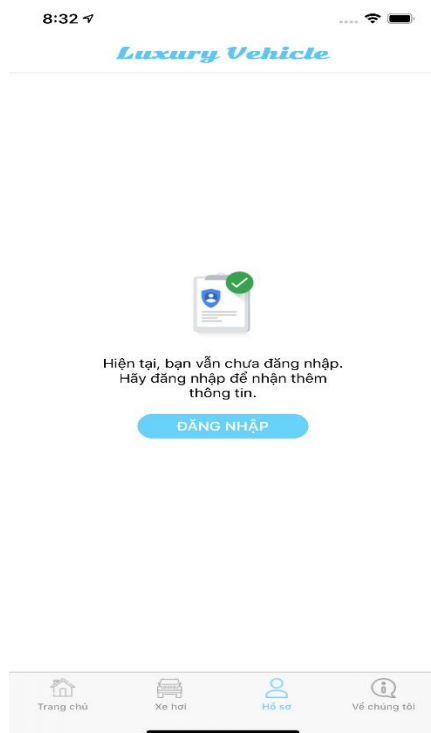 8:32
Luxury Vehicle
Hiện tại, bạn vẫn chưa đăng nhập.
Hãy đăng nhập để nhận thêm
thông tin.
ĐĂNG NHẬP
Trang chủ
Xe hơi
Hồ sơ
Về chúng tôi